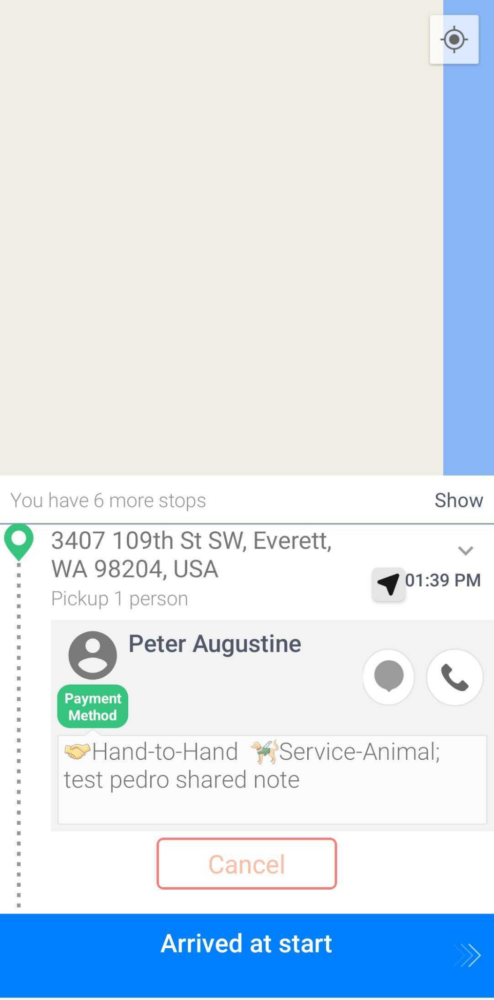 You have 6 more stops
Show
3407 109th St SW, Everett,
WA 98204, USA
01:39 PM
Pickup 1 person
Peter Augustine
Payment
Method
🤝Hand-to-Hand 🐕‍🦺Service-Animal;
test pedro shared note
Cancel
Arrived at start